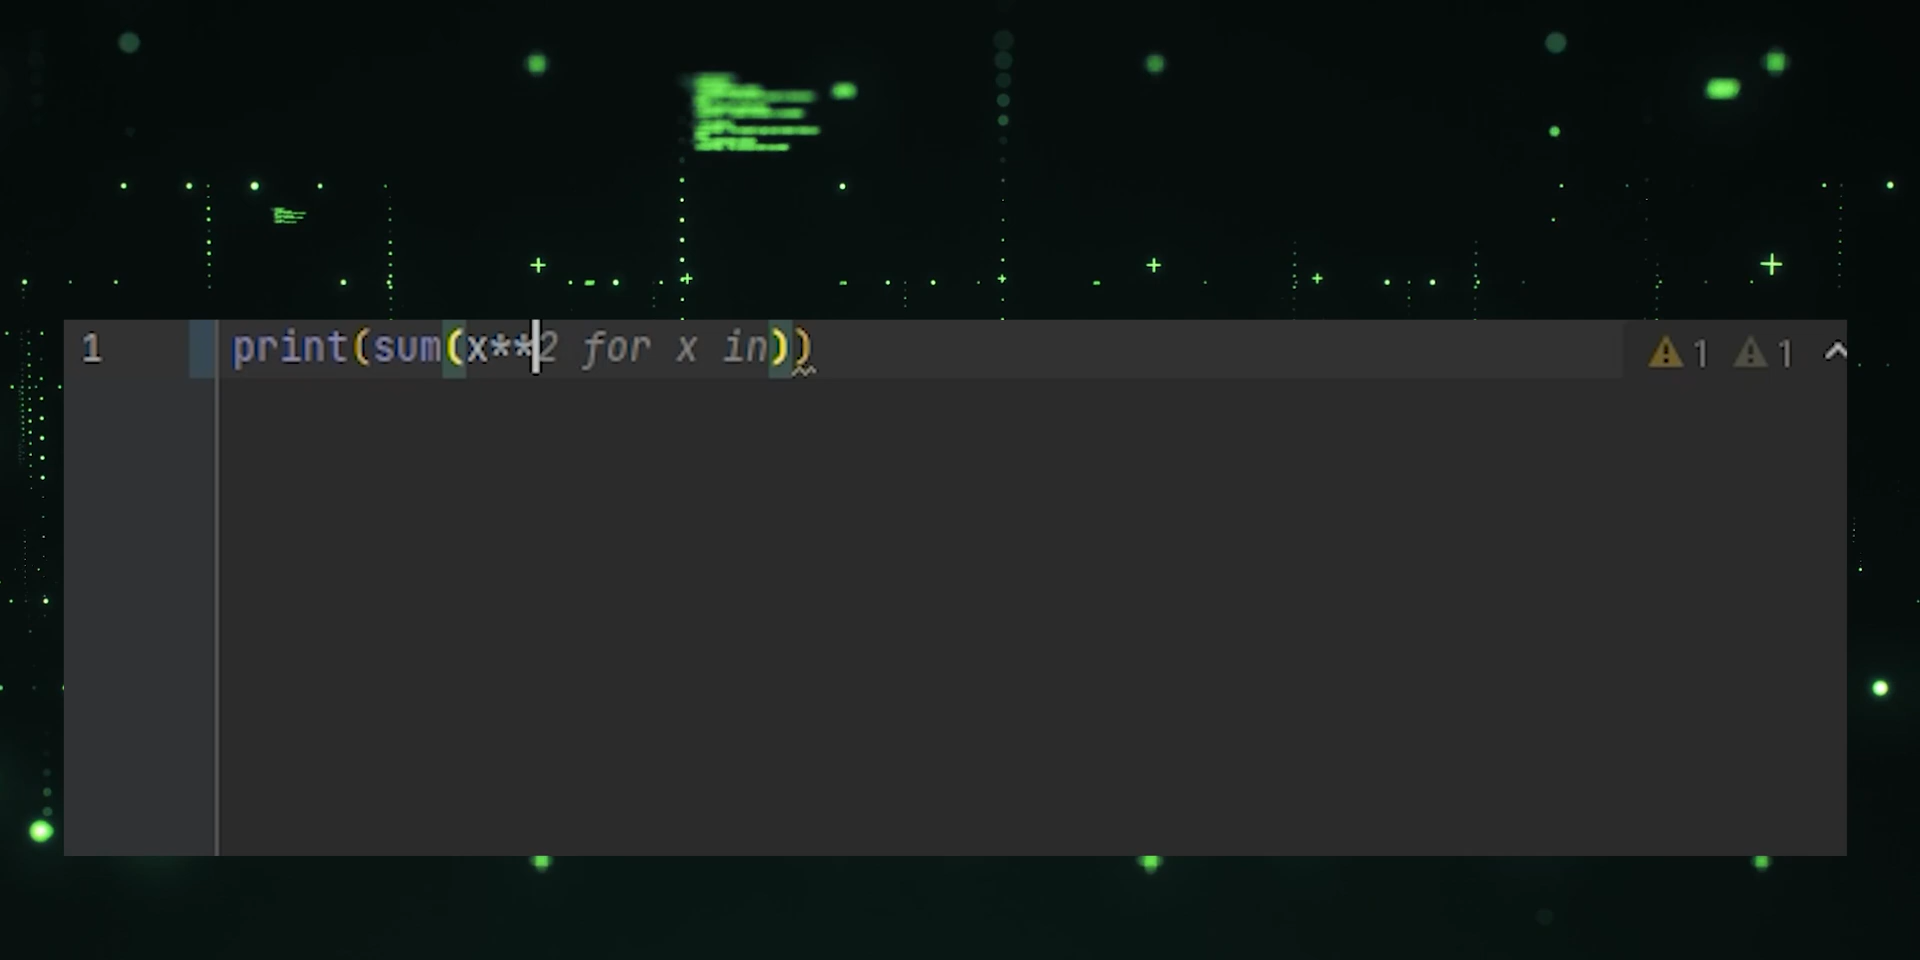 1 print(sum(x**2 for x in)) 1 1